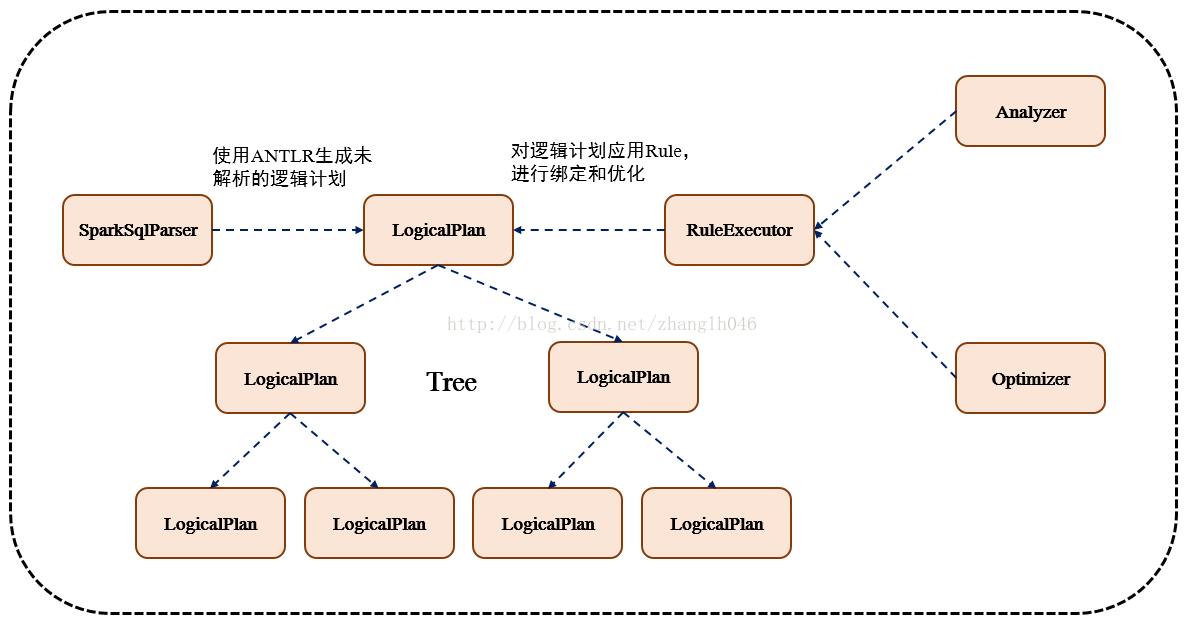 Analyzer
使用ANTLR生成未
解析的逻辑计划
对逻辑计划应用Rule，
进行绑定和优化
SparkSqlParser
LogicalPlan
RuleExecutor
http://blog.csdn.net/zhanglh046
LogicalPlan
Tree
LogicalPlan
Optimizer
LogicalPlan
LogicalPlan
LogicalPlan
LogicalPlan